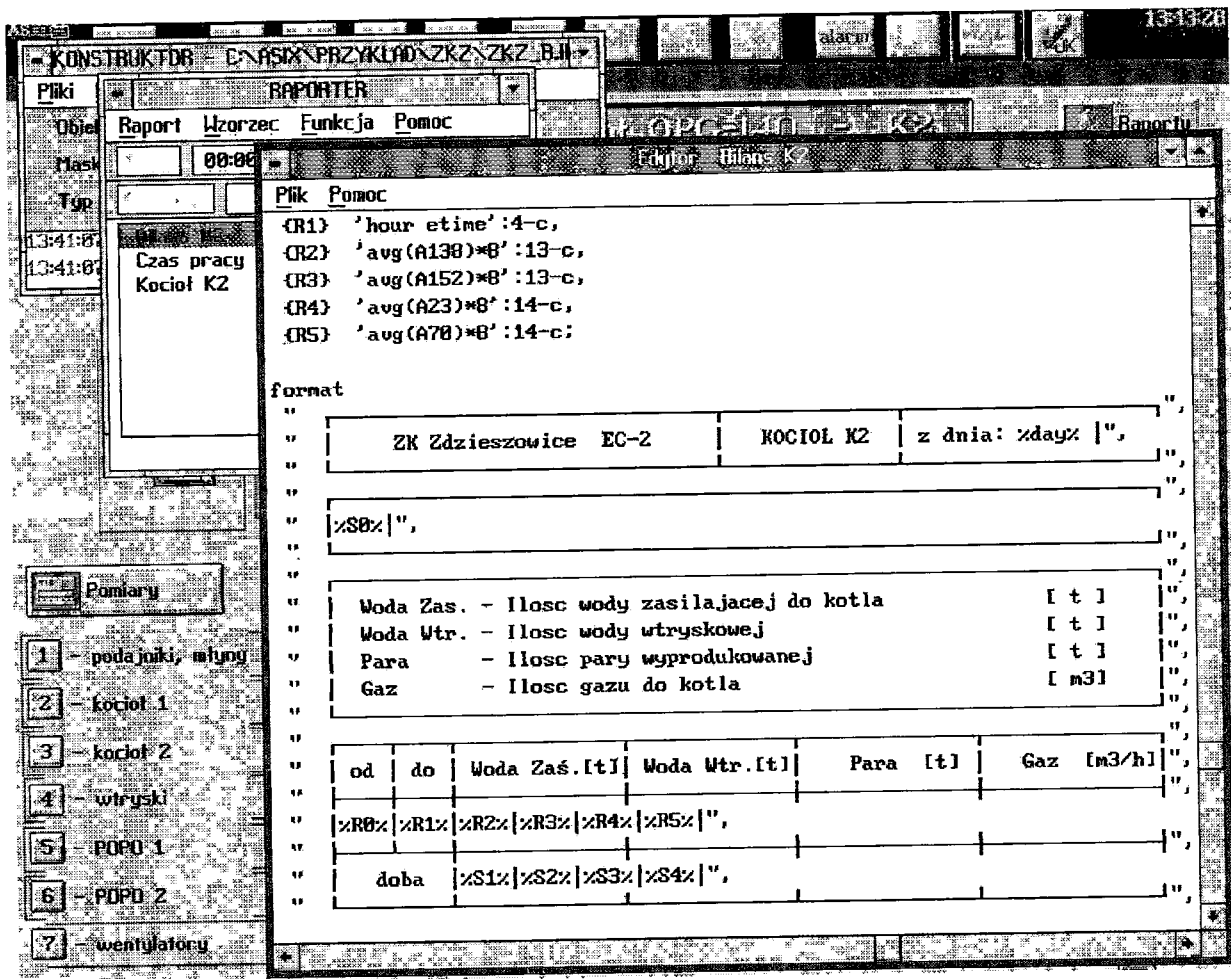 alarm
13:13:20
OK
KONSTRUKTOR - C:\ASIX\PRZYKLAD\ZKZ\ZKZ_B.
Pliki
RAPORTER
Raport Wzorzec Funkcja Pomoc
Raporty
Mask
00:00
Typ
Edytor Bilans K2
Plik Pomoc
13:41:07
13:41:07
Czas pracy
Kocioł K2
{R1} 'hour etime':4-c,
{R2} 'avg(A138)*8':13-c,
{R3} 'avg(A152)*8':13-c,
{R4} 'avg(A23)*8':14-c,
{R5} 'avg(A70)*8':14-c;
format
" ",
" | ZK Zdzieszowice EC-2 | KOCIOŁ K2 | z dnia: %day% |",
" ",
" ",
" |%S0%|",
" ",
" ",
" | Woda Zas. - Ilosc wody zasilajacej do kotla [ t ] |",
" | Woda Wtr. - Ilosc wody wtryskowej [ t ] |",
" | Para - Ilosc pary wyprodukowanej [ t ] |",
" | Gaz - Ilosc gazu do kotla [ m3] |",
" ",
" ",
" | od | do | Woda Zaś.[t]| Woda Wtr.[t]| Para [t] | Gaz [m3/h]|",
" ",
" |%R0%|%R1%|%R2%|%R3%|%R4%|%R5%|",
" ",
" | doba |%S1%|%S2%|%S3%|%S4%|",
" ",
Pomiary
1 - podajniki, młyny
2 - kocioł 1
3 - kocioł 2
4 - wtryski
5 - POPO 1
6 - POPO 2
7 - wentylatory